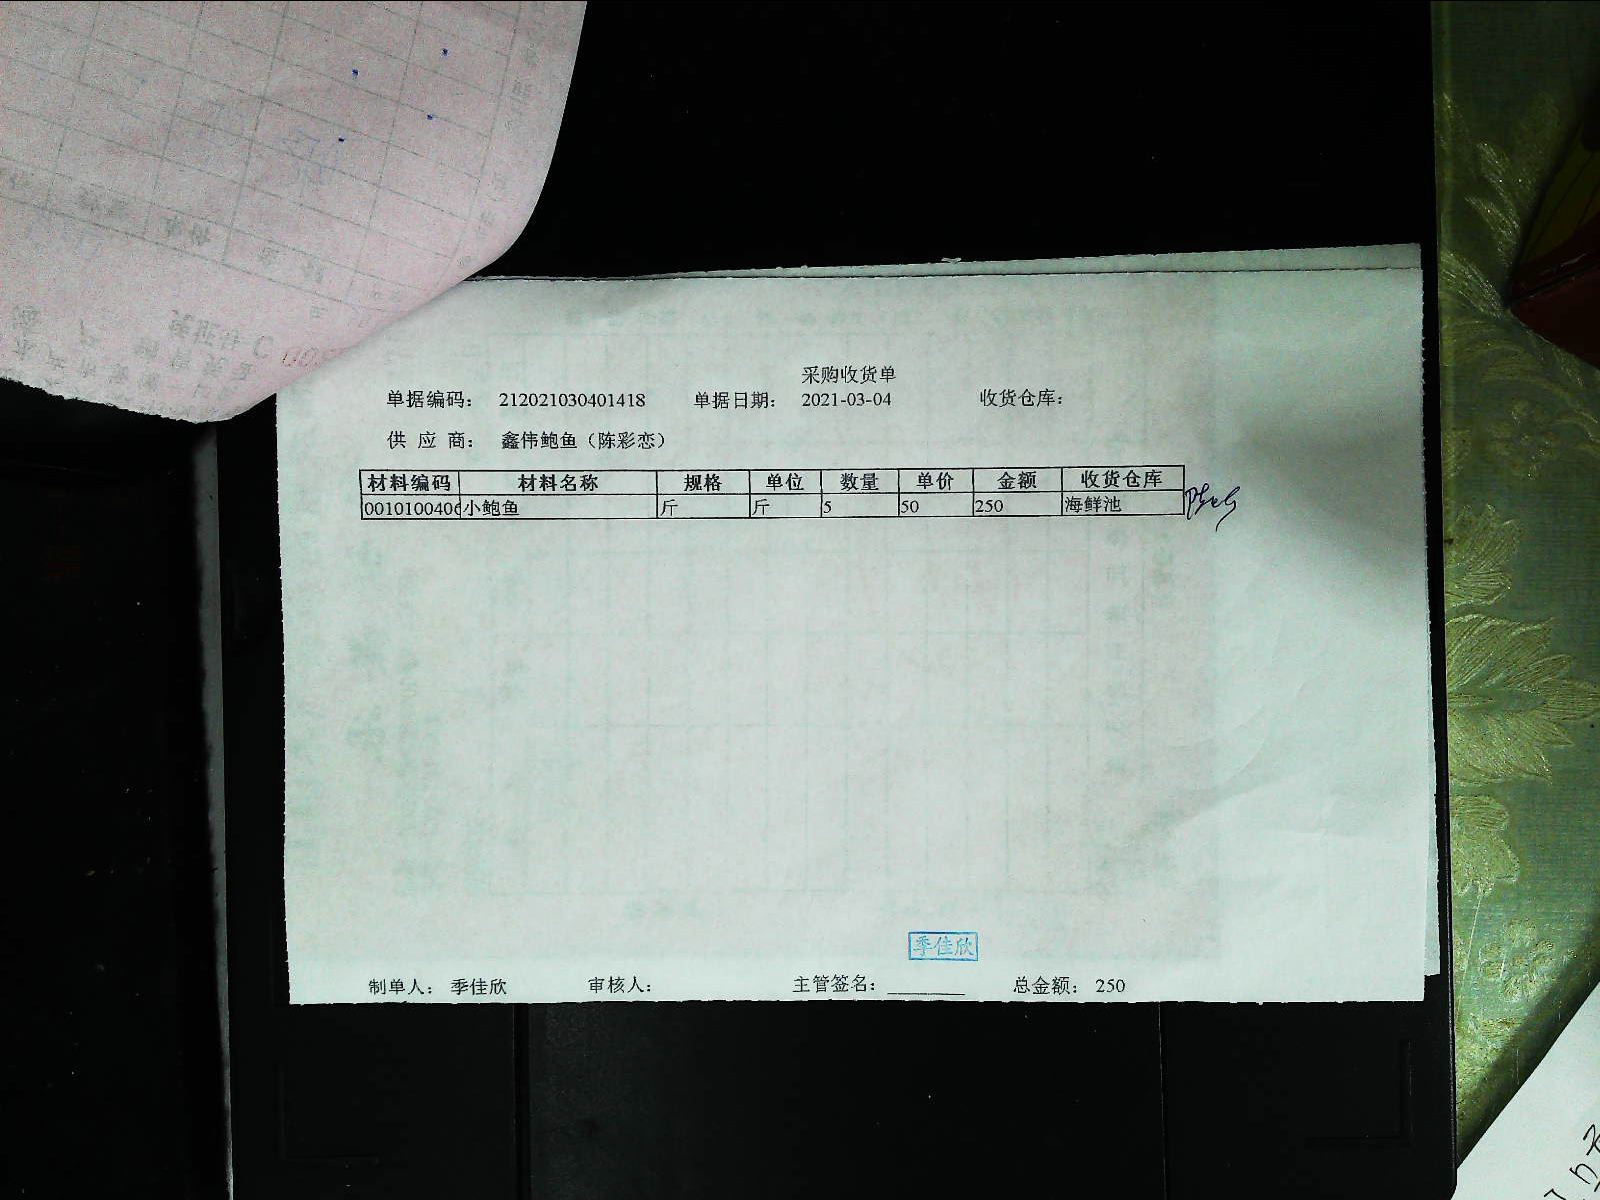 采购收货单
单据编码: 212021030401418 单据日期: 2021-03-04 收货仓库:
供 应 商: 鑫伟鲍鱼（陈彩恋）
材料编码 材料名称 规格 单位 数量 单价 金额 收货仓库
0010100406 小鲍鱼 斤 斤 5 50 250 海鲜池
季佳欣
制单人: 季佳欣 审核人: 主管签名: ________ 总金额: 250